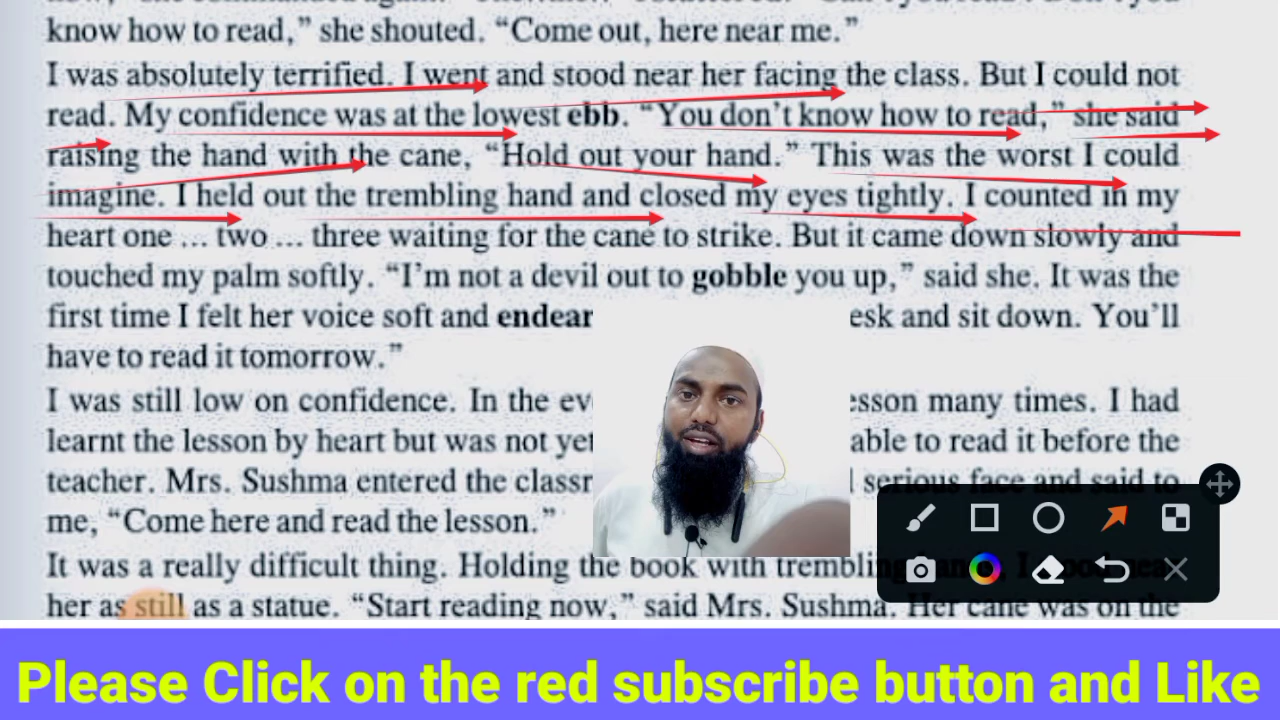 know how to read,” she shouted. “Come out, here near me.”
I was absolutely terrified. I went and stood near her facing the class. But I could not
read. My confidence was at the lowest ebb. “You don’t know how to read,” she said
raising the hand with the cane, “Hold out your hand.” This was the worst I could
imagine. I held out the trembling hand and closed my eyes tightly. I counted in my
heart one ... two ... three waiting for the cane to strike. But it came down slowly and
touched my palm softly. “I’m not a devil out to gobble you up,” said she. It was the
first time I felt her voice soft and endear esk and sit down. You’ll
have to read it tomorrow.”
I was still low on confidence. In the ev esson many times. I had
learnt the lesson by heart but was not yet able to read it before the
teacher. Mrs. Sushma entered the classr serious face and said to
me, “Come here and read the lesson.”
It was a really difficult thing. Holding the book with trembling
her as still as a statue. “Start reading now,” said Mrs. Sushma. Her cane was on the
Please Click on the red subscribe button and Like